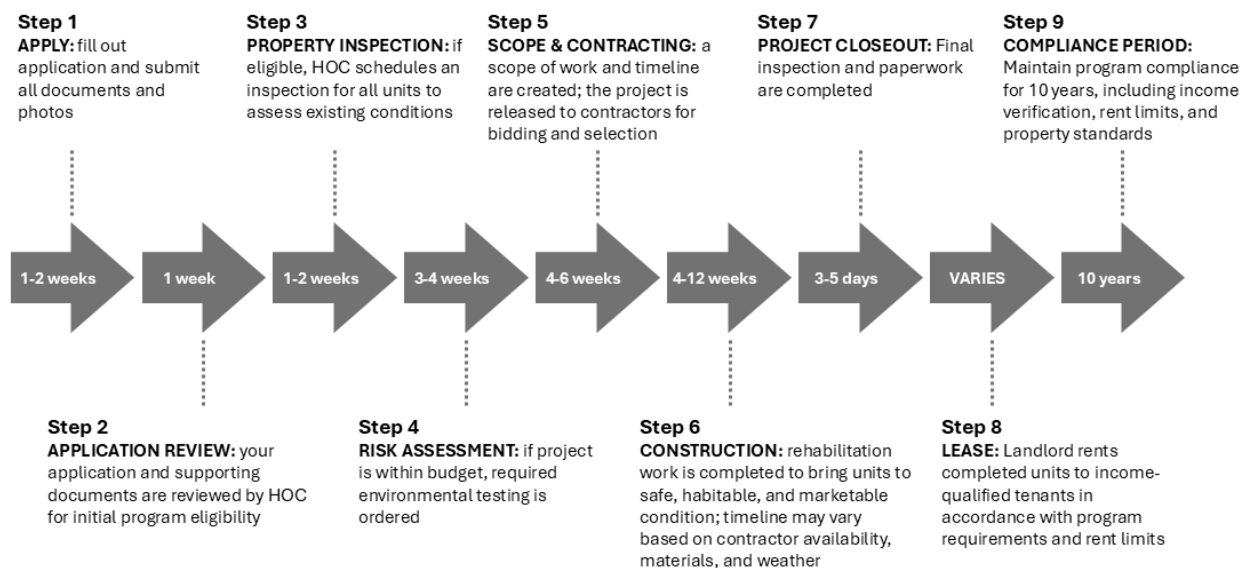 Step 1
APPLY: fill out
application and submit
all documents and
photos
Step 3
PROPERTY INSPECTION: if
eligible, HOC schedules an
inspection for all units to
assess existing conditions
Step 5
SCOPE & CONTRACTING: a
scope of work and timeline
are created; the project is
released to contractors for
bidding and selection
Step 7
PROJECT CLOSEOUT: Final
inspection and paperwork
are completed
Step 9
COMPLIANCE PERIOD:
Maintain program compliance
for 10 years, including income
verification, rent limits, and
property standards
1-2 weeks
1 week
1-2 weeks
3-4 weeks
4-6 weeks
4-12 weeks
3-5 days
VARIES
10 years
Step 2
APPLICATION REVIEW: your
application and supporting
documents are reviewed by HOC
for initial program eligibility
Step 4
RISK ASSESSMENT: if project
is within budget, required
environmental testing is
ordered
Step 6
CONSTRUCTION: rehabilitation
work is completed to bring units to
safe, habitable, and marketable
condition; timeline may vary
based on contractor availability,
materials, and weather
Step 8
LEASE: Landlord rents
completed units to income-
qualified tenants in
accordance with program
requirements and rent limits